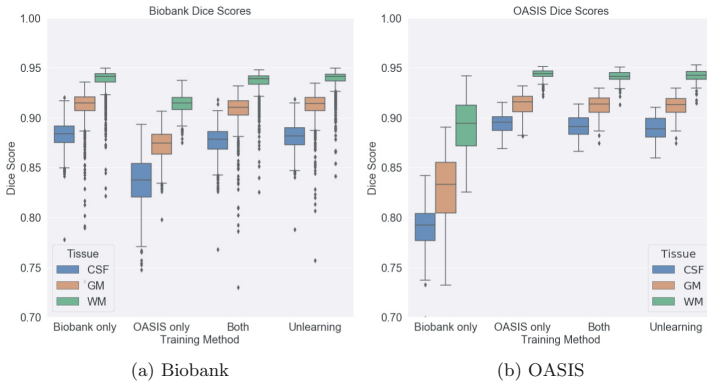 Biobank Dice Scores
1.00
0.95
0.90
0.85
0.80
0.75
0.70
Dice Score
Tissue
CSF
GM
WM
Biobank only OASIS only Both Unlearning
Training Method
(a) Biobank
OASIS Dice Scores
1.00
0.95
0.90
0.85
0.80
0.75
0.70
Dice Score
Tissue
CSF
GM
WM
Biobank only OASIS only Both Unlearning
Training Method
(b) OASIS